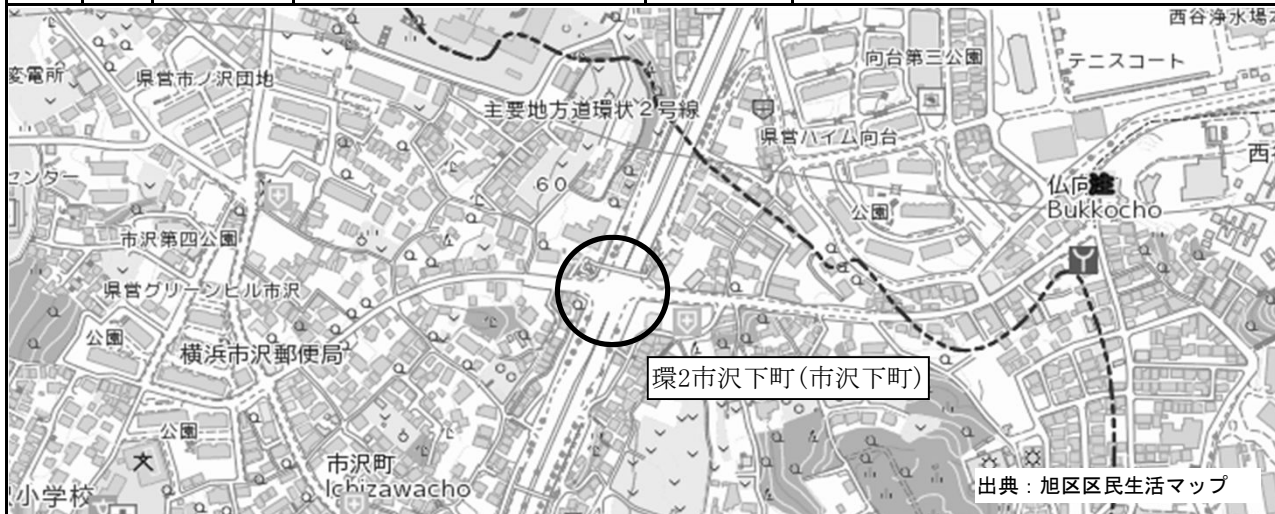 西谷浄水場
向台第三公園
テニスコート
変電所
県営市ノ沢団地
主要地方道環状2号線
県営ハイム向台
センター
60
西
仏向
Bukkocho
公園
市沢第四公園
県営グリーンヒル市沢
公園
横浜市沢郵便局
環2市沢下町(市沢下町)
公園
市沢町
Ichizawacho
小学校
出典：旭区区民生活マップ